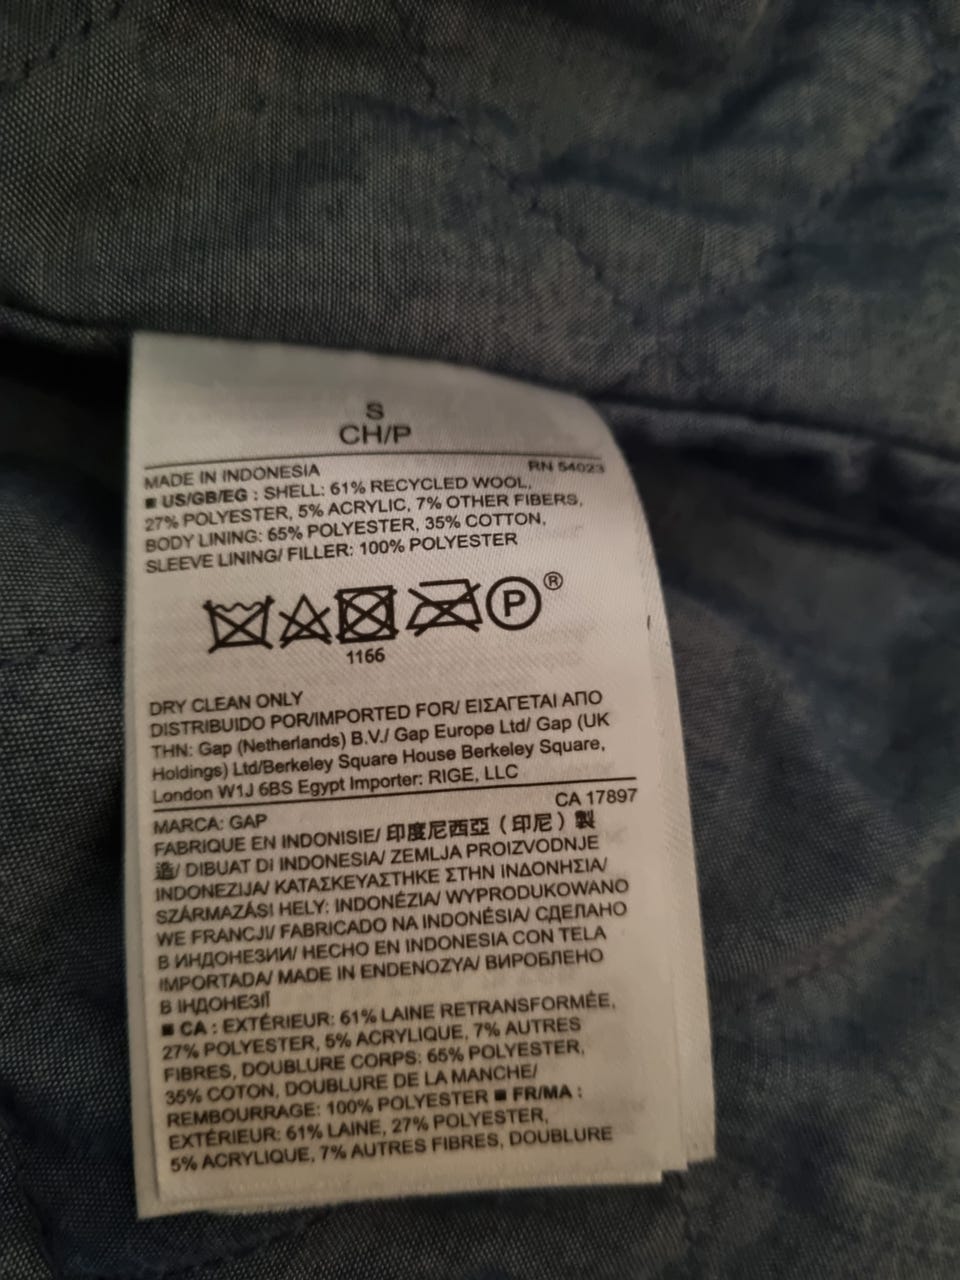 S
CH/P
MADE IN INDONESIA RN 54023
■ US/GB/EG : SHELL: 61% RECYCLED WOOL,
27% POLYESTER, 5% ACRYLIC, 7% OTHER FIBERS,
BODY LINING: 65% POLYESTER, 35% COTTON,
SLEEVE LINING/ FILLER: 100% POLYESTER
P ®
1166
DRY CLEAN ONLY
DISTRIBUIDO POR/IMPORTED FOR/ ΕΙΣΑΓΕΤΑΙ ΑΠΟ
ΤΗΝ: Gap (Netherlands) B.V./ Gap Europe Ltd/ Gap (UK
Holdings) Ltd/Berkeley Square House Berkeley Square,
London W1J 6BS Egypt Importer: RIGE, LLC
CA 17897
MARCA: GAP
FABRIQUE EN INDONISIE/ 印度尼西亞（印尼）製
造/ DIBUAT DI INDONESIA/ ZEMLJA PROIZVODNJE
INDONEZIJA/ ΚΑΤΑΣΚΕΥΑΣΤΗΚΕ ΣΤΗΝ ΙΝΔΟΝΗΣΙΑ/
SZÁRMAZÁSI HELY: INDONÉZIA/ WYPRODUKOWANO
WE FRANCJI/ FABRICADO NA INDONÉSIA/ СДЕЛАНО
В ИНДОНЕЗИИ/ HECHO EN INDONESIA CON TELA
IMPORTADA/ MADE IN ENDENOZYA/ ВИРОБЛЕНО
В ІНДОНЕЗІЇ
■ CA : EXTÉRIEUR: 61% LAINE RETRANSFORMÉE,
27% POLYESTER, 5% ACRYLIQUE, 7% AUTRES
FIBRES, DOUBLURE CORPS: 65% POLYESTER,
35% COTON, DOUBLURE DE LA MANCHE/
REMBOURRAGE: 100% POLYESTER ■ FR/MA :
EXTÉRIEUR: 61% LAINE, 27% POLYESTER,
5% ACRYLIQUE, 7% AUTRES FIBRES, DOUBLURE